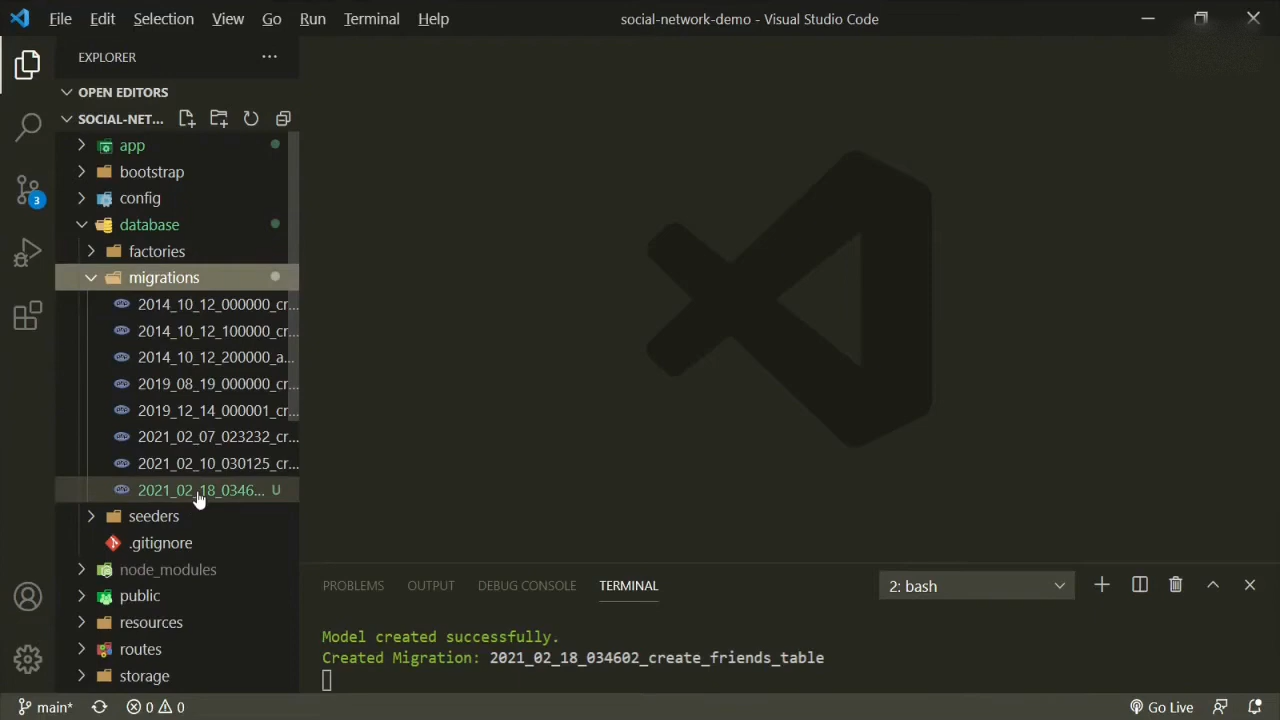 File Edit Selection View Go Run Terminal Help
social-network-demo - Visual Studio Code
EXPLORER
OPEN EDITORS
SOCIAL-NET...
app
bootstrap
config
3
database
factories
migrations
2014_10_12_000000_cr...
2014_10_12_100000_cr...
2014_10_12_200000_a...
2019_08_19_000000_cr...
2019_12_14_000001_cr...
2021_02_07_023232_cr...
2021_02_10_030125_cr...
2021_02_18_0346... U
seeders
.gitignore
node_modules
public
resources
routes
storage
PROBLEMS OUTPUT DEBUG CONSOLE TERMINAL
2: bash
Model created successfully.
Created Migration: 2021_02_18_034602_create_friends_table
main* 0 0
Go Live